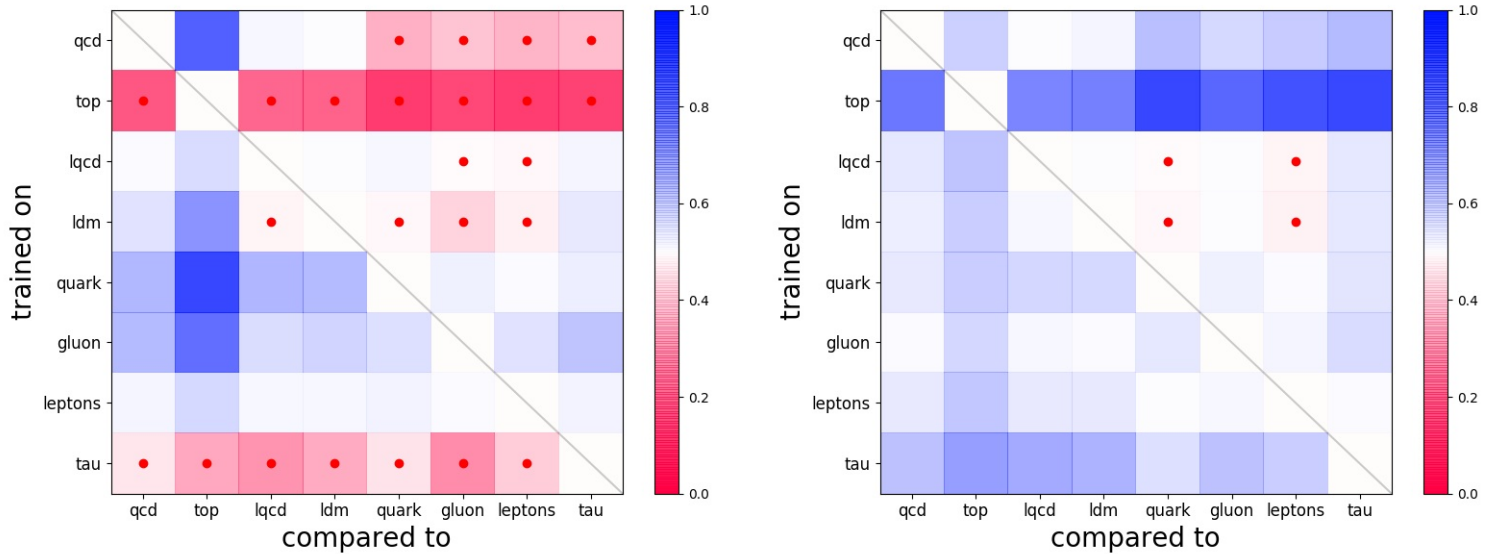 qcd
top
lqcd
ldm
quark
gluon
leptons
tau
trained on
qcd top lqcd ldm quark gluon leptons tau
compared to
1.0
0.8
0.6
0.4
0.2
0.0
qcd
top
lqcd
ldm
quark
gluon
leptons
tau
trained on
qcd top lqcd ldm quark gluon leptons tau
compared to
1.0
0.8
0.6
0.4
0.2
0.0